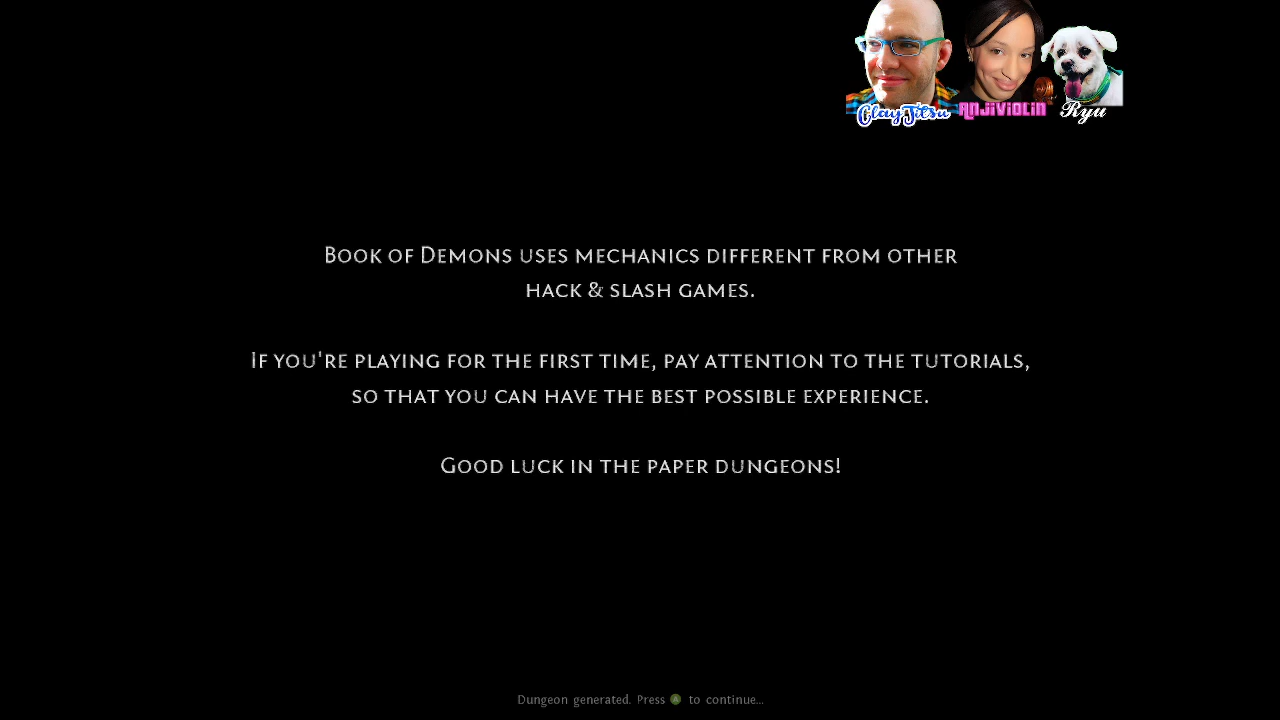 ClayJitsu AnjiViolin Ryu
Book of Demons uses mechanics different from other
hack & slash games.
If you're playing for the first time, pay attention to the tutorials,
so that you can have the best possible experience.
Good luck in the paper dungeons!
Dungeon generated. Press A to continue...